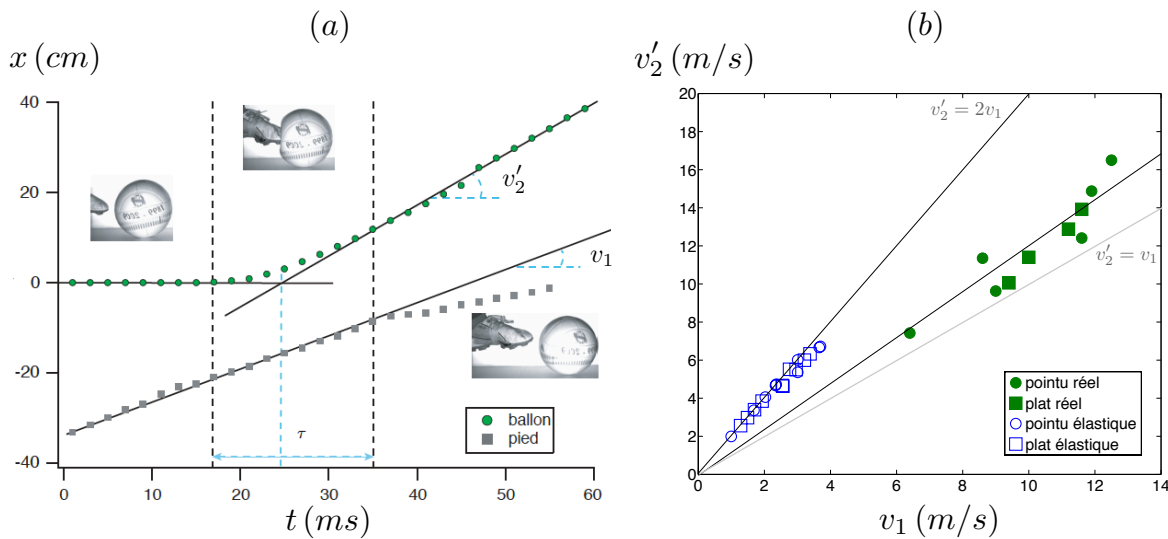 (a)
x (cm)
40
20
0
-20
-40
0
10
20
30
40
50
60
t (ms)
v′₂
v₁
τ
ballon
pied
(b)
v′₂ (m/s)
20
18
16
14
12
10
8
6
4
2
0
0
2
4
6
8
10
12
14
v₁ (m/s)
v′₂ = 2v₁
v′₂ = v₁
pointu réel
plat réel
pointu élastique
plat élastique